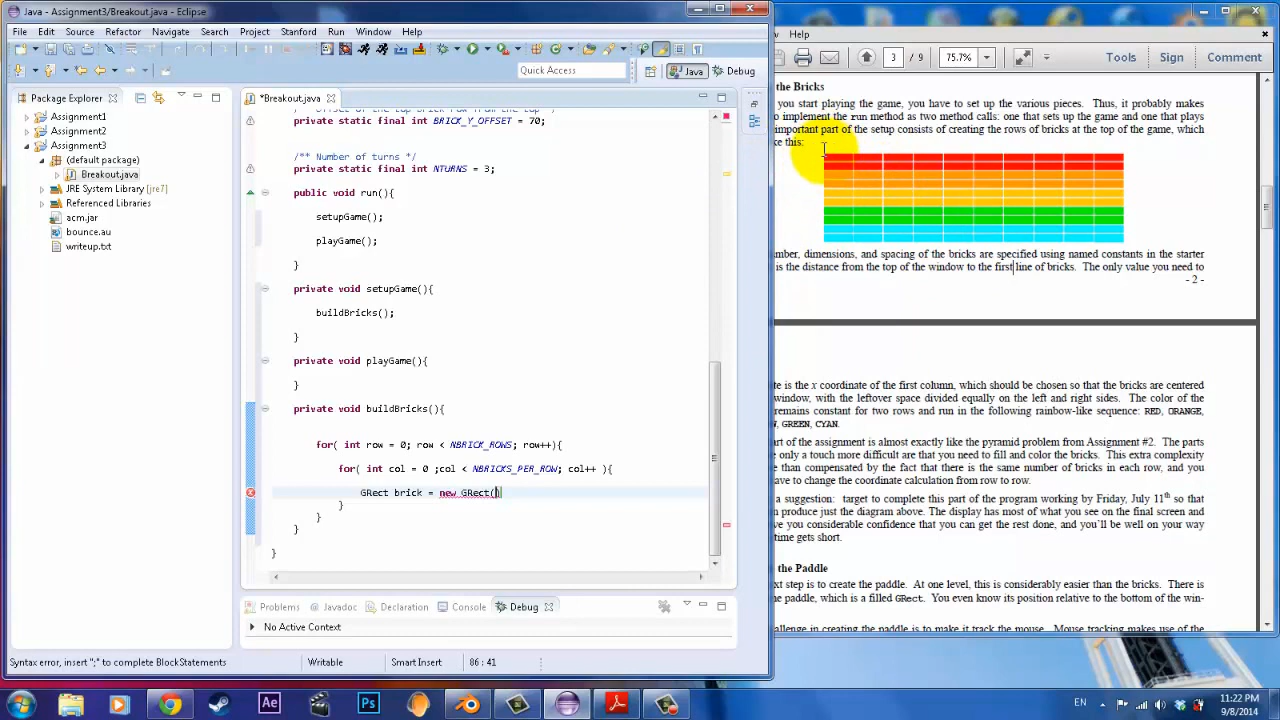 Java - Assignment3/Breakout.java - Eclipse
File Edit Source Refactor Navigate Search Project Stanford Run Window Help
Quick Access
Java
Debug
Package Explorer
Assignment1
Assignment2
Assignment3
(default package)
Breakout.java
JRE System Library [jre7]
Referenced Libraries
acm.jar
bounce.au
writeup.txt
*Breakout.java
private static final int BRICK_Y_OFFSET = 70;
/** Number of turns */
private static final int NTURNS = 3;
public void run(){
setupGame();
playGame();
}
private void setupGame(){
buildBricks();
}
private void playGame(){
}
private void buildBricks(){
for( int row = 0; row < NBRICK_ROWS; row++){
for( int col = 0 ;col < NBRICKS_PER_ROW; col++ ){
GRect brick = new GRect()
}
}
}
}
Problems Javadoc Declaration Console Debug
No Active Context
Syntax error, insert ";" to complete BlockStatements
Writable
Smart Insert
86 : 41
Help
3 / 9
75.7%
Tools Sign Comment
the Bricks
you start playing the game, you have to set up the various pieces. Thus, it probably makes
implement the run method as two method calls: one that sets up the game and one that plays
important part of the setup consists of creating the rows of bricks at the top of the game, which
this:
dimensions, and spacing of the bricks are specified using named constants in the starter
is the distance from the top of the window to the first line of bricks. The only value you need to
- 2 -
is the x coordinate of the first column, which should be chosen so that the bricks are centered
window, with the leftover space divided equally on the left and right sides. The color of the
remains constant for two rows and run in the following rainbow-like sequence: RED, ORANGE,
GREEN, CYAN.
art of the assignment is almost exactly like the pyramid problem from Assignment #2. The parts
only a touch more difficult are that you need to fill and color the bricks. This extra complexity
than compensated by the fact that there is the same number of bricks in each row, and you
ave to change the coordinate calculation from row to row.
a suggestion: target to complete this part of the program working by Friday, July 11th so that
produce just the diagram above. The display has most of what you see on the final screen and
you considerable confidence that you can get the rest done, and you'll be well on your way
time gets short.
the Paddle
step is to create the paddle. At one level, this is considerably easier than the bricks. There is
paddle, which is a filled GRect. You even know its position relative to the bottom of the win-
in creating the paddle is to make it track the mouse. Mouse tracking makes use of the
Ae
Ps
EN
11:22 PM
9/8/2014